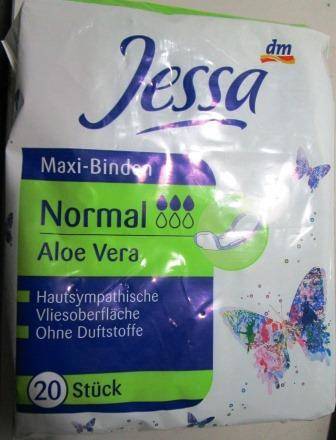 dm
Jessa
Maxi-Binden
Normal
Aloe Vera
Hautsympathische
Vliesoberfläche
Ohne Duftstoffe
20 Stück